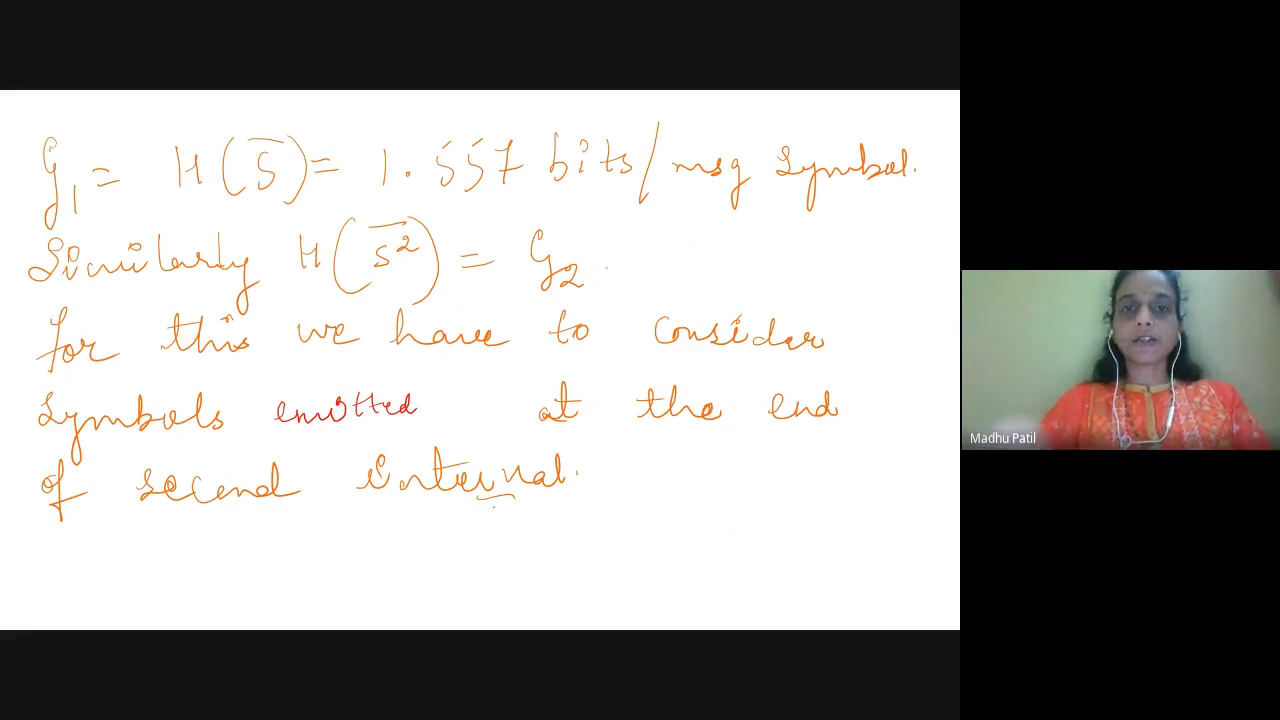 G₁ = H(S̅) = 1.557 bits/msg symbol.
Similarly H(S̅²) = G₂.
for this we have to consider
symbols emitted at the end
of second interval.
Madhu Patil